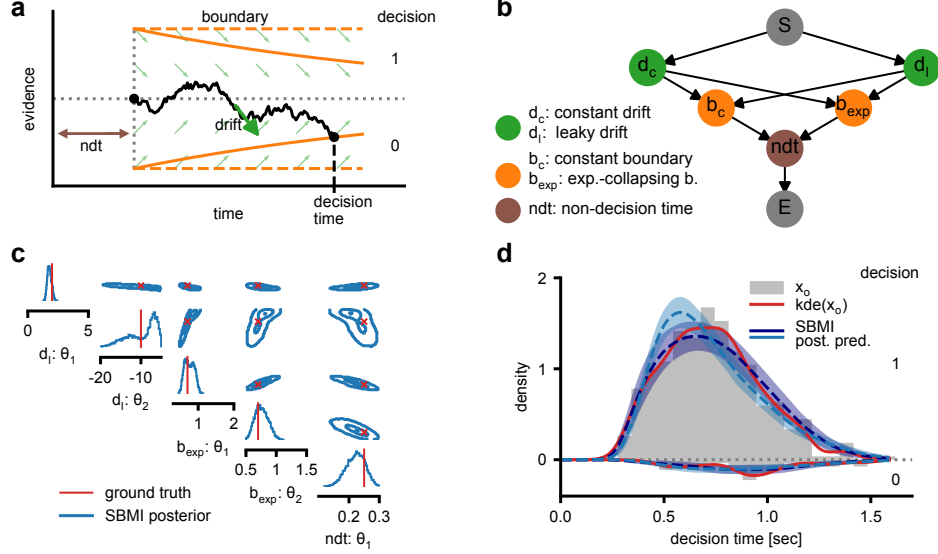 a
boundary
decision
1
evidence
drift
ndt
0
time
decision
time
b
S
d_c
d_l
b_c
b_exp
ndt
E
d_c: constant drift
d_l: leaky drift
b_c: constant boundary
b_exp: exp.-collapsing b.
ndt: non-decision time
c
0 5
d_l: θ_1
-20 -10
d_l: θ_2
1 2
b_exp: θ_1
0.5 1.0 1.5
b_exp: θ_2
0.2 0.3
ndt: θ_1
ground truth
SBMI posterior
d
decision
x_o
kde(x_o)
SBMI
post. pred.
2
1
0
0
density
1
0
0.0 0.5 1.0 1.5
decision time [sec]